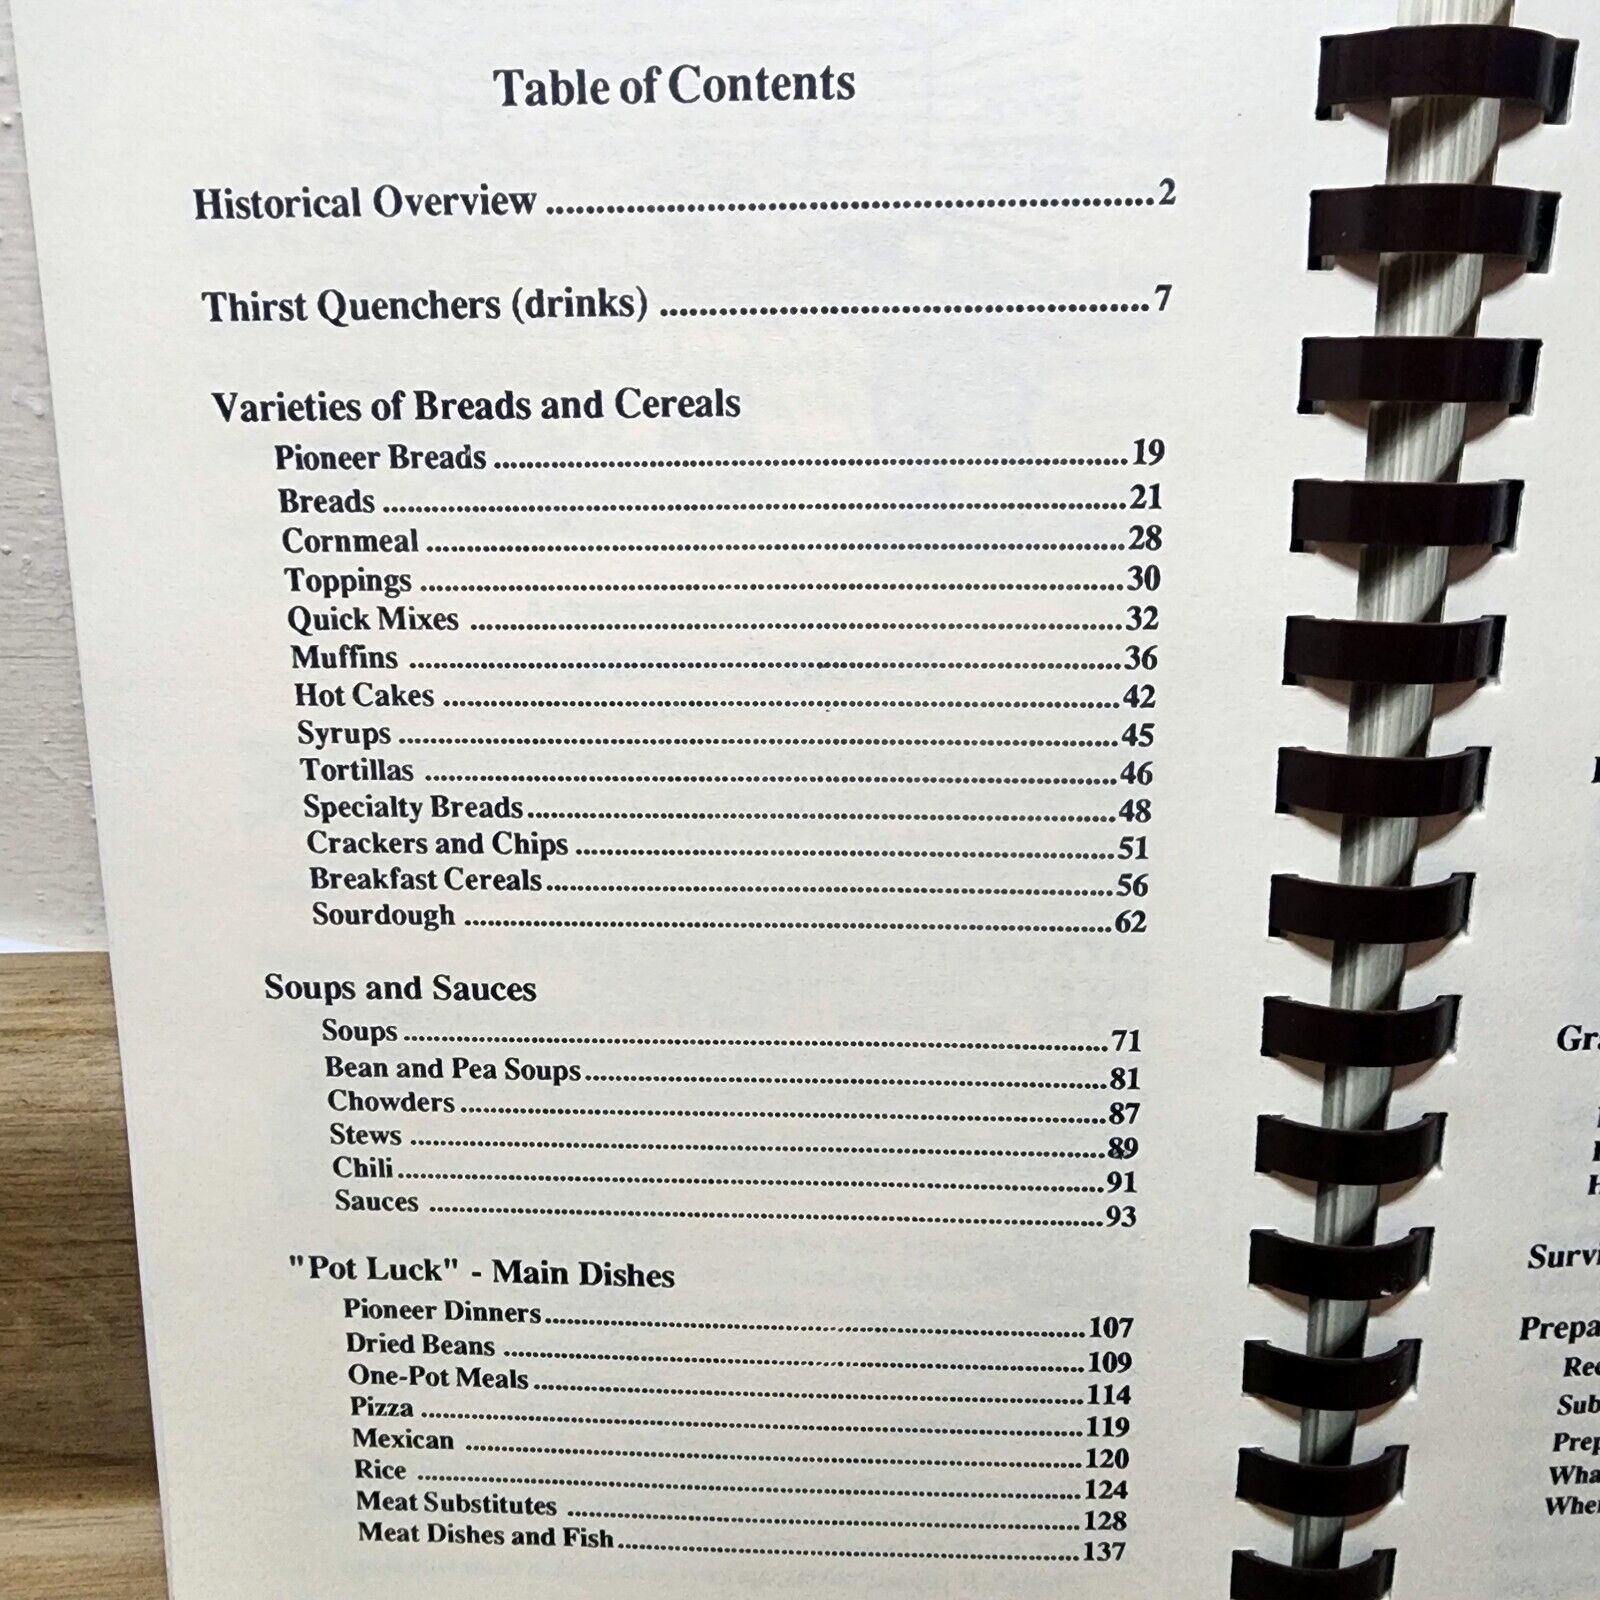 Table of Contents
Historical Overview ............................................................ 2
Thirst Quenchers (drinks) ................................................ 7
Varieties of Breads and Cereals
Pioneer Breads ............................................................ 19
Breads ............................................................ 21
Cornmeal ............................................................ 28
Toppings ............................................................ 30
Quick Mixes ............................................................ 32
Muffins ............................................................ 36
Hot Cakes ............................................................ 42
Syrups ............................................................ 45
Tortillas ............................................................ 46
Specialty Breads ............................................................ 48
Crackers and Chips ............................................................ 51
Breakfast Cereals ............................................................ 56
Sourdough ............................................................ 62
Soups and Sauces
Soups ............................................................ 71
Bean and Pea Soups ............................................................ 81
Chowders ............................................................ 87
Stews ............................................................ 89
Chili ............................................................ 91
Sauces ............................................................ 93
"Pot Luck" - Main Dishes
Pioneer Dinners ............................................................ 107
Dried Beans ............................................................ 109
One-Pot Meals ............................................................ 114
Pizza ............................................................ 119
Mexican ............................................................ 120
Rice ............................................................ 124
Meat Substitutes ............................................................ 128
Meat Dishes and Fish ............................................................ 137